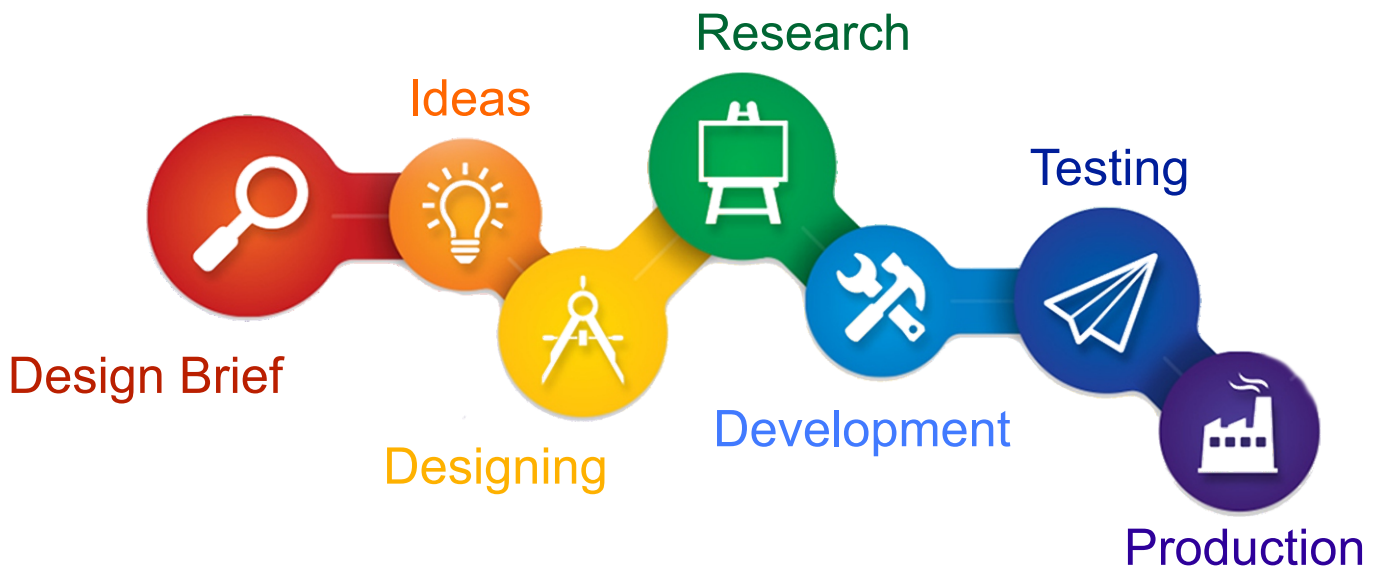 Design Brief
Ideas
Designing
Research
Development
Testing
Production